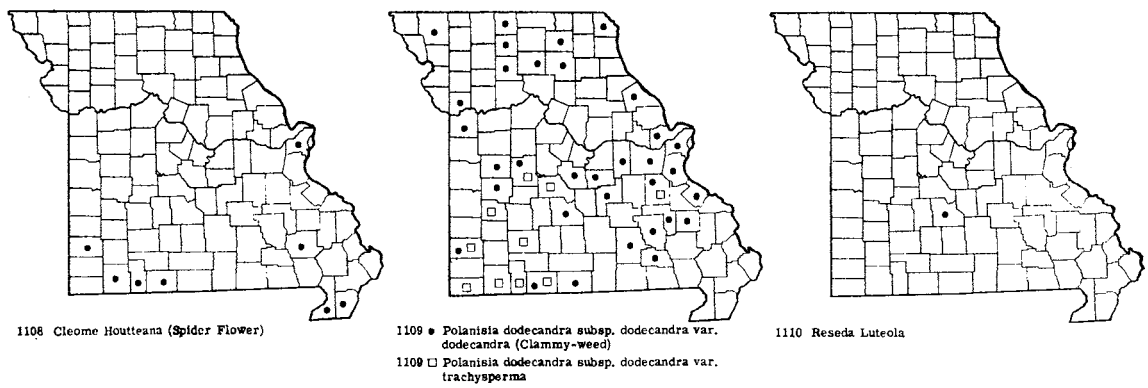 1108 Cleome Houtteana (Spider Flower)
1109 ● Polanisia dodecandra subsp. dodecandra var.
dodecandra (Clammy-weed)
1109 □ Polanisia dodecandra subsp. dodecandra var.
trachysperma
1110 Reseda Luteola